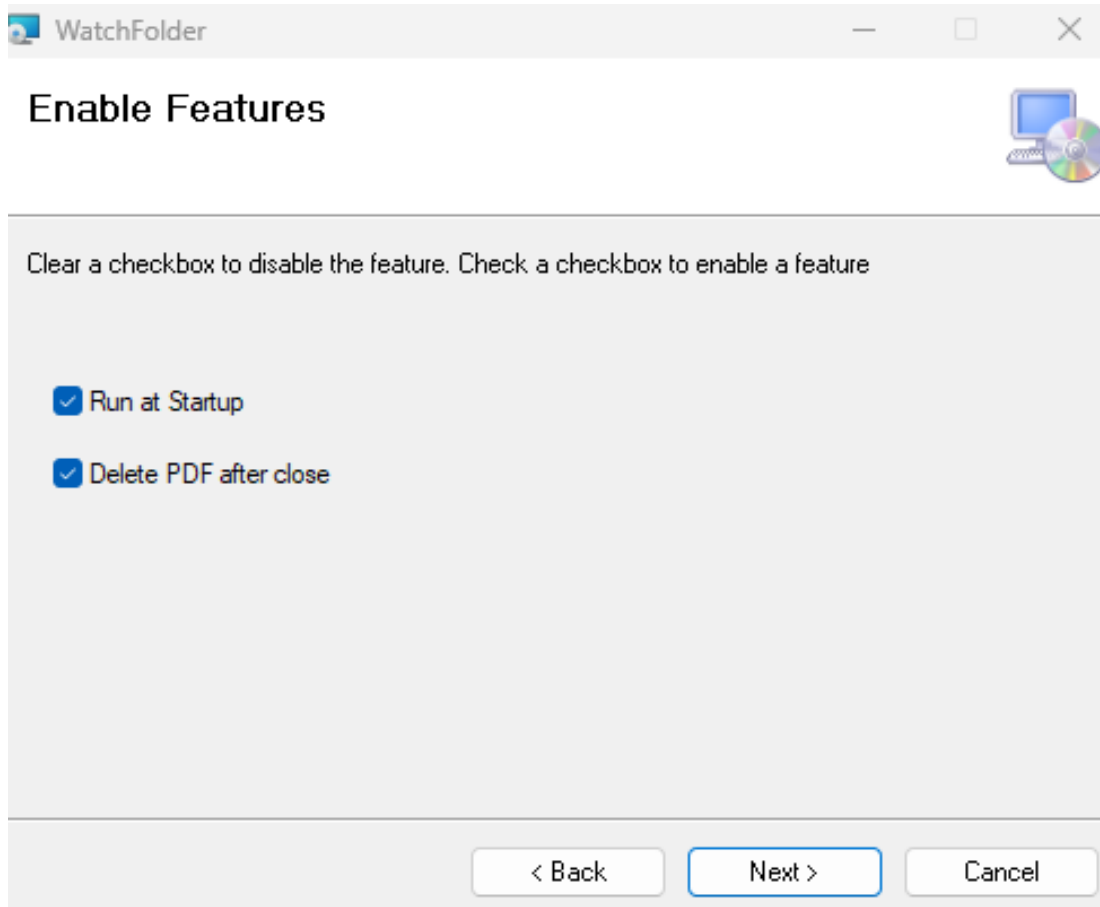 WatchFolder
Enable Features
Clear a checkbox to disable the feature. Check a checkbox to enable a feature
Run at Startup
Delete PDF after close
< Back Next > Cancel